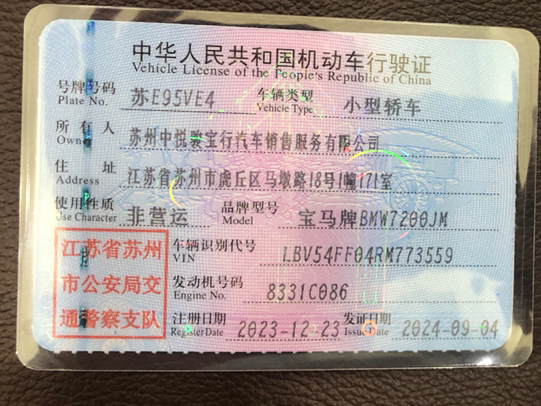 中华人民共和国机动车行驶证
Vehicle License of the People's Republic of China
号牌号码 苏E95VE4 车辆类型 小型轿车
Plate No. Vehicle Type
所有人 苏州中悦豪宝行汽车销售服务有限公司
Owner
住址 江苏省苏州市虎丘区马墩路18号1幢171室
Address
使用性质 非营运 品牌型号 宝马牌BMW7200JM
Use Character Model
江苏省苏州 车辆识别代号 LBV54FF04RM773559
VIN
市公安局交 发动机号码 8331C086
Engine No.
通警察支队 注册日期 2023-12-23 发证日期 2024-09-04
Register Date Issue Date